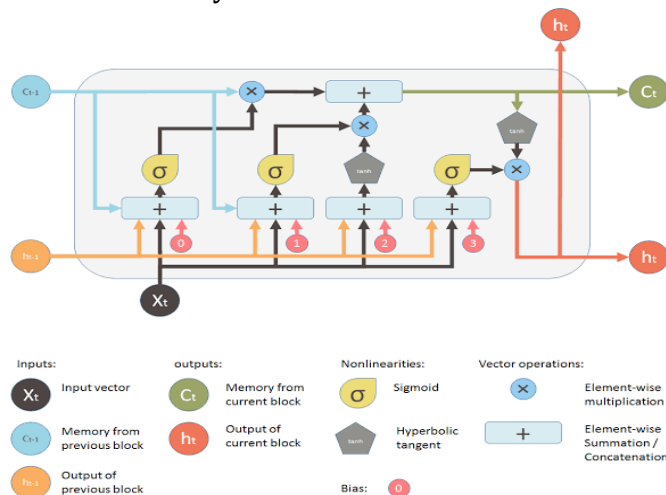 hₜ
Cₜ₋₁
×
+
Cₜ
×
tanh
σ
σ
tanh
σ
×
+
+
+
+
0
1
2
3
hₜ₋₁
hₜ
Xₜ
Inputs:
outputs:
Nonlinearities:
Vector operations:
Xₜ
Input vector
Cₜ
Memory from
current block
σ
Sigmoid
×
Element-wise
multiplication
Cₜ₋₁
Memory from
previous block
hₜ
Output of
current block
tanh
Hyperbolic
tangent
+
Element-wise
Summation /
Concatenation
hₜ₋₁
Output of
previous block
Bias:
0